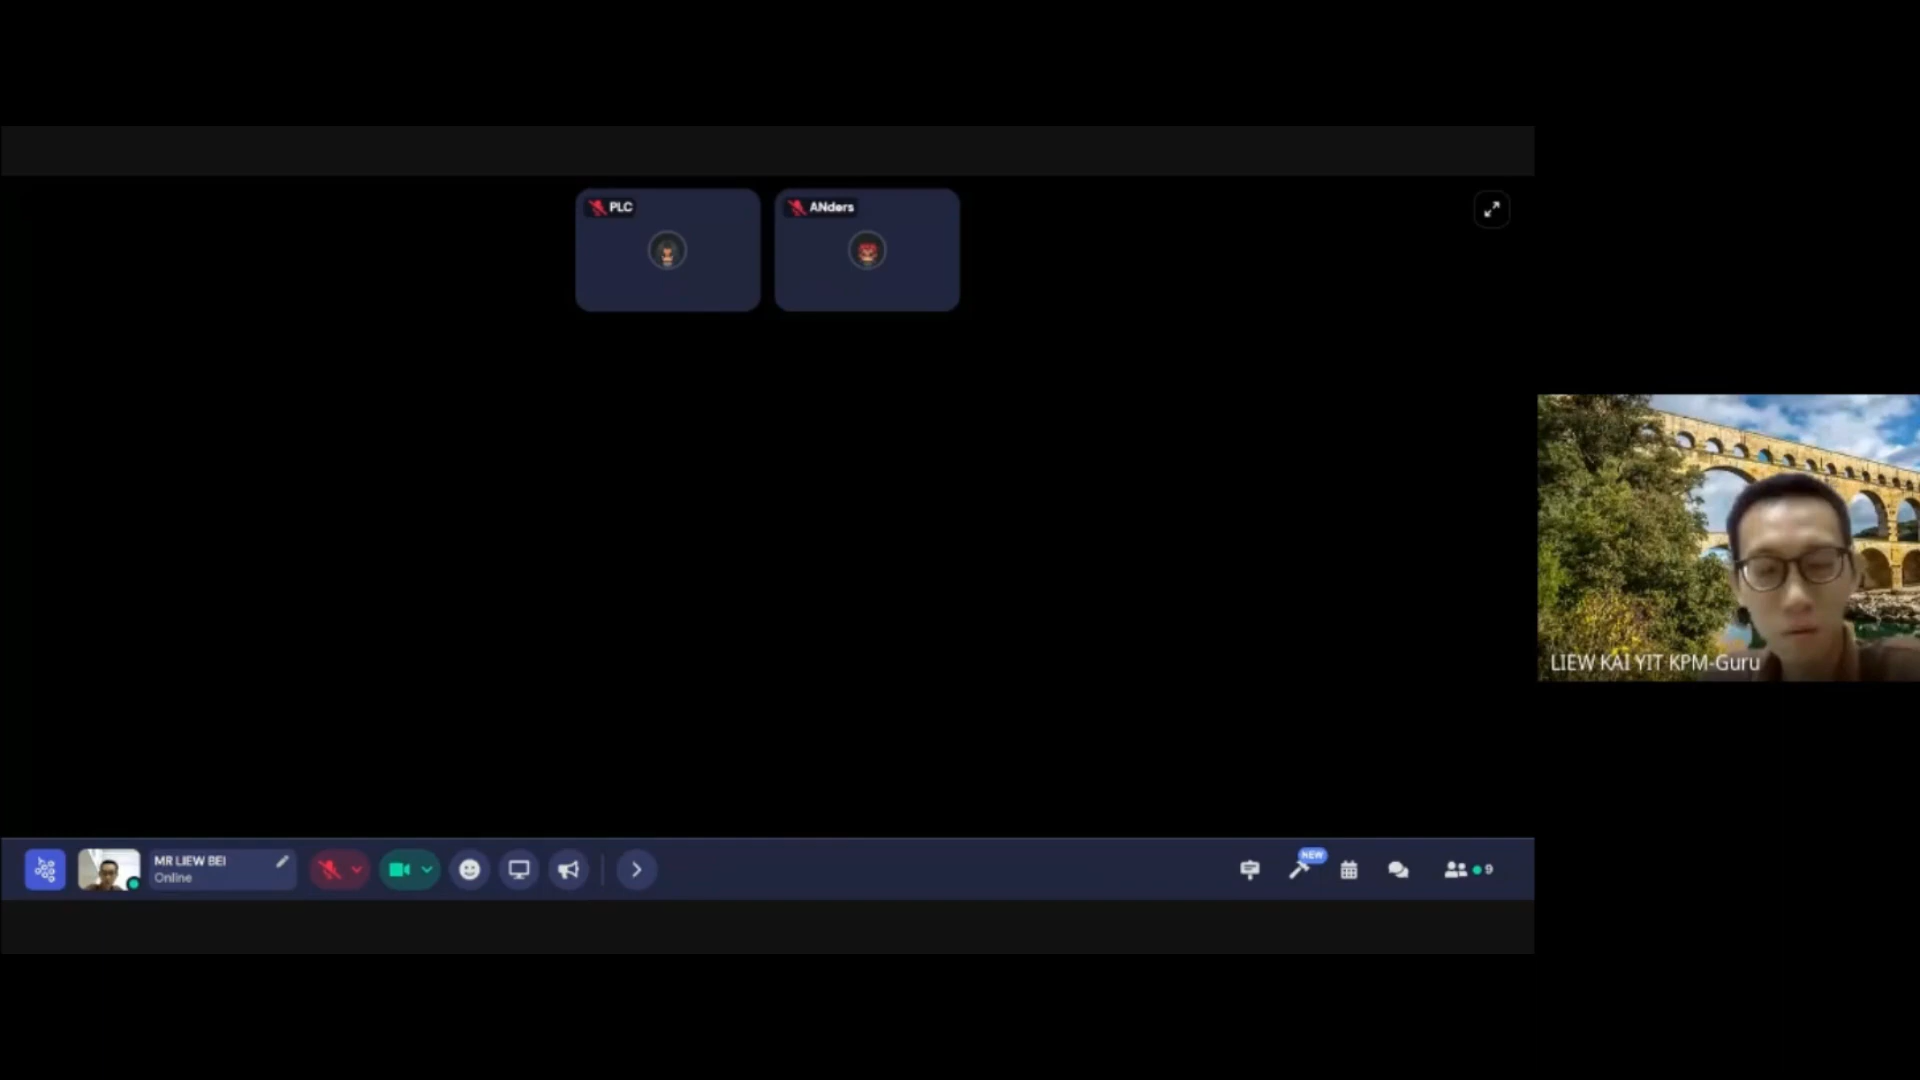 PLC
ANders
LIEW KAI YIT KPM-Guru
MR LIEW BEI
Online
NEW
9